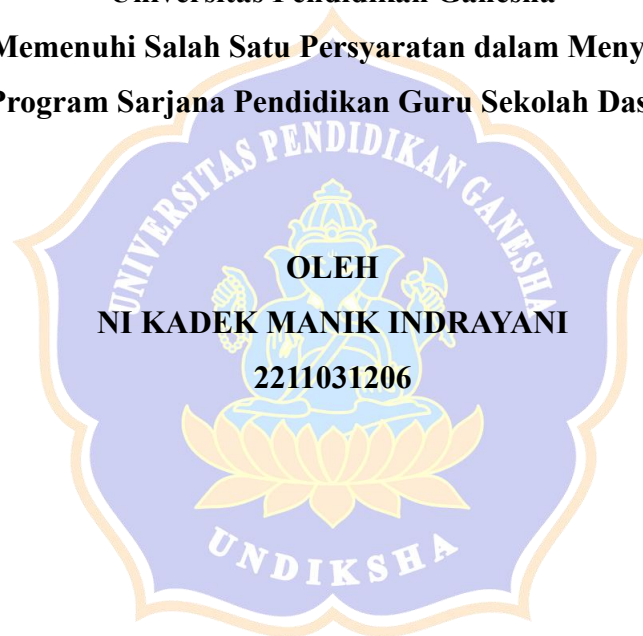 Universitas Pendidikan Ganesha
Memenuhi Salah Satu Persyaratan dalam
Program Sarjana Pendidikan Guru Sekolah
UNIVERSITAS PENDIDIKAN GANESHA
OLEH
NI KADEK MANIK INDRAYANI
2211031206
UNDIKSHA